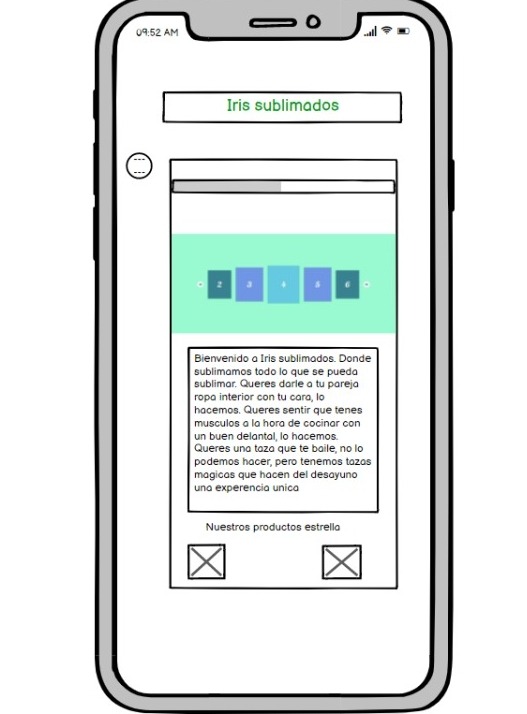 09:52 AM
Iris sublimados
2 3 4 5 6
Bienvenido a Iris sublimados. Donde
sublimamos todo lo que se pueda
sublimar. Queres darle a tu pareja
ropa interior con tu cara, lo
hacemos. Queres sentir que tenes
musculos a la hora de cocinar con
un buen delantal, lo hacemos.
Queres una taza que te baile, no lo
podemos hacer, pero tenemos tazas
magicas que hacen del desayuno
una experencia unica
Nuestros productos estrella